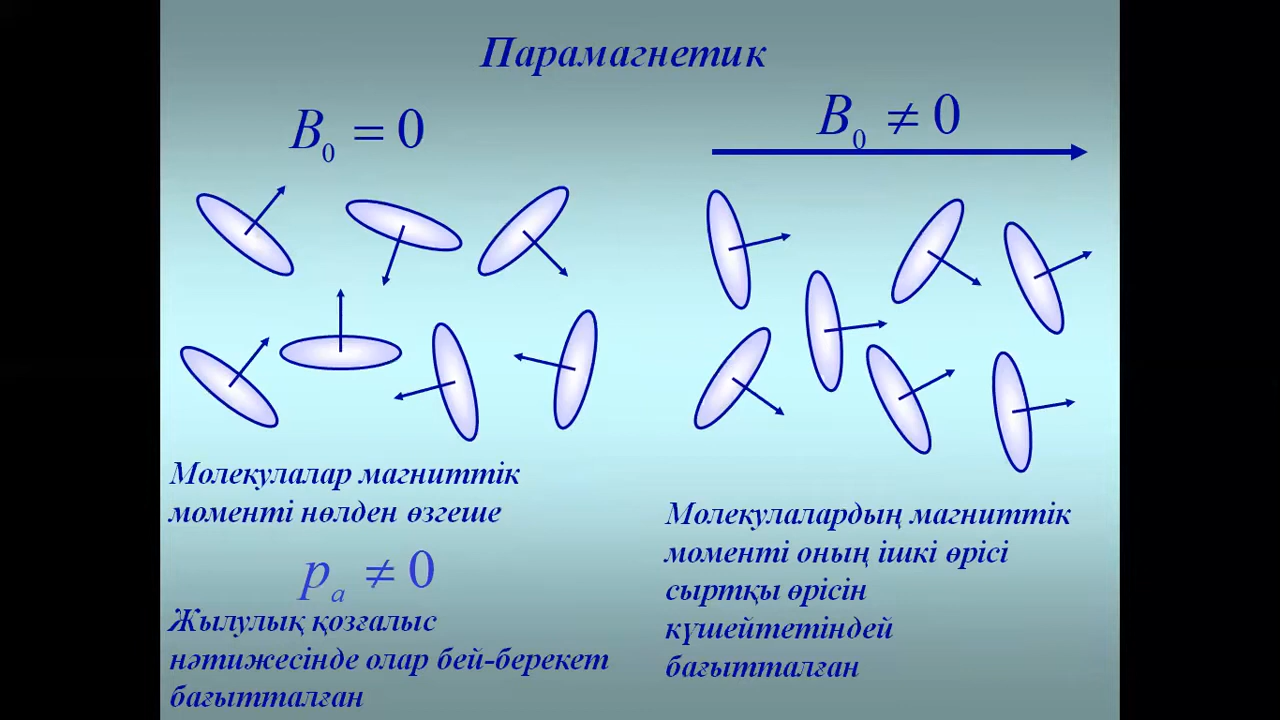 Парамагнетик
B₀ = 0
B₀ ≠ 0
Молекулалар магниттік
моменті нөлден өзгеше
pₐ ≠ 0
Жылулық қозғалыс
нәтижесінде олар бей-берекет
бағытталған
Молекулалардың магниттік
моменті оның ішкі өрісі
сыртқы өрісін
күшейтетіндей
бағытталған